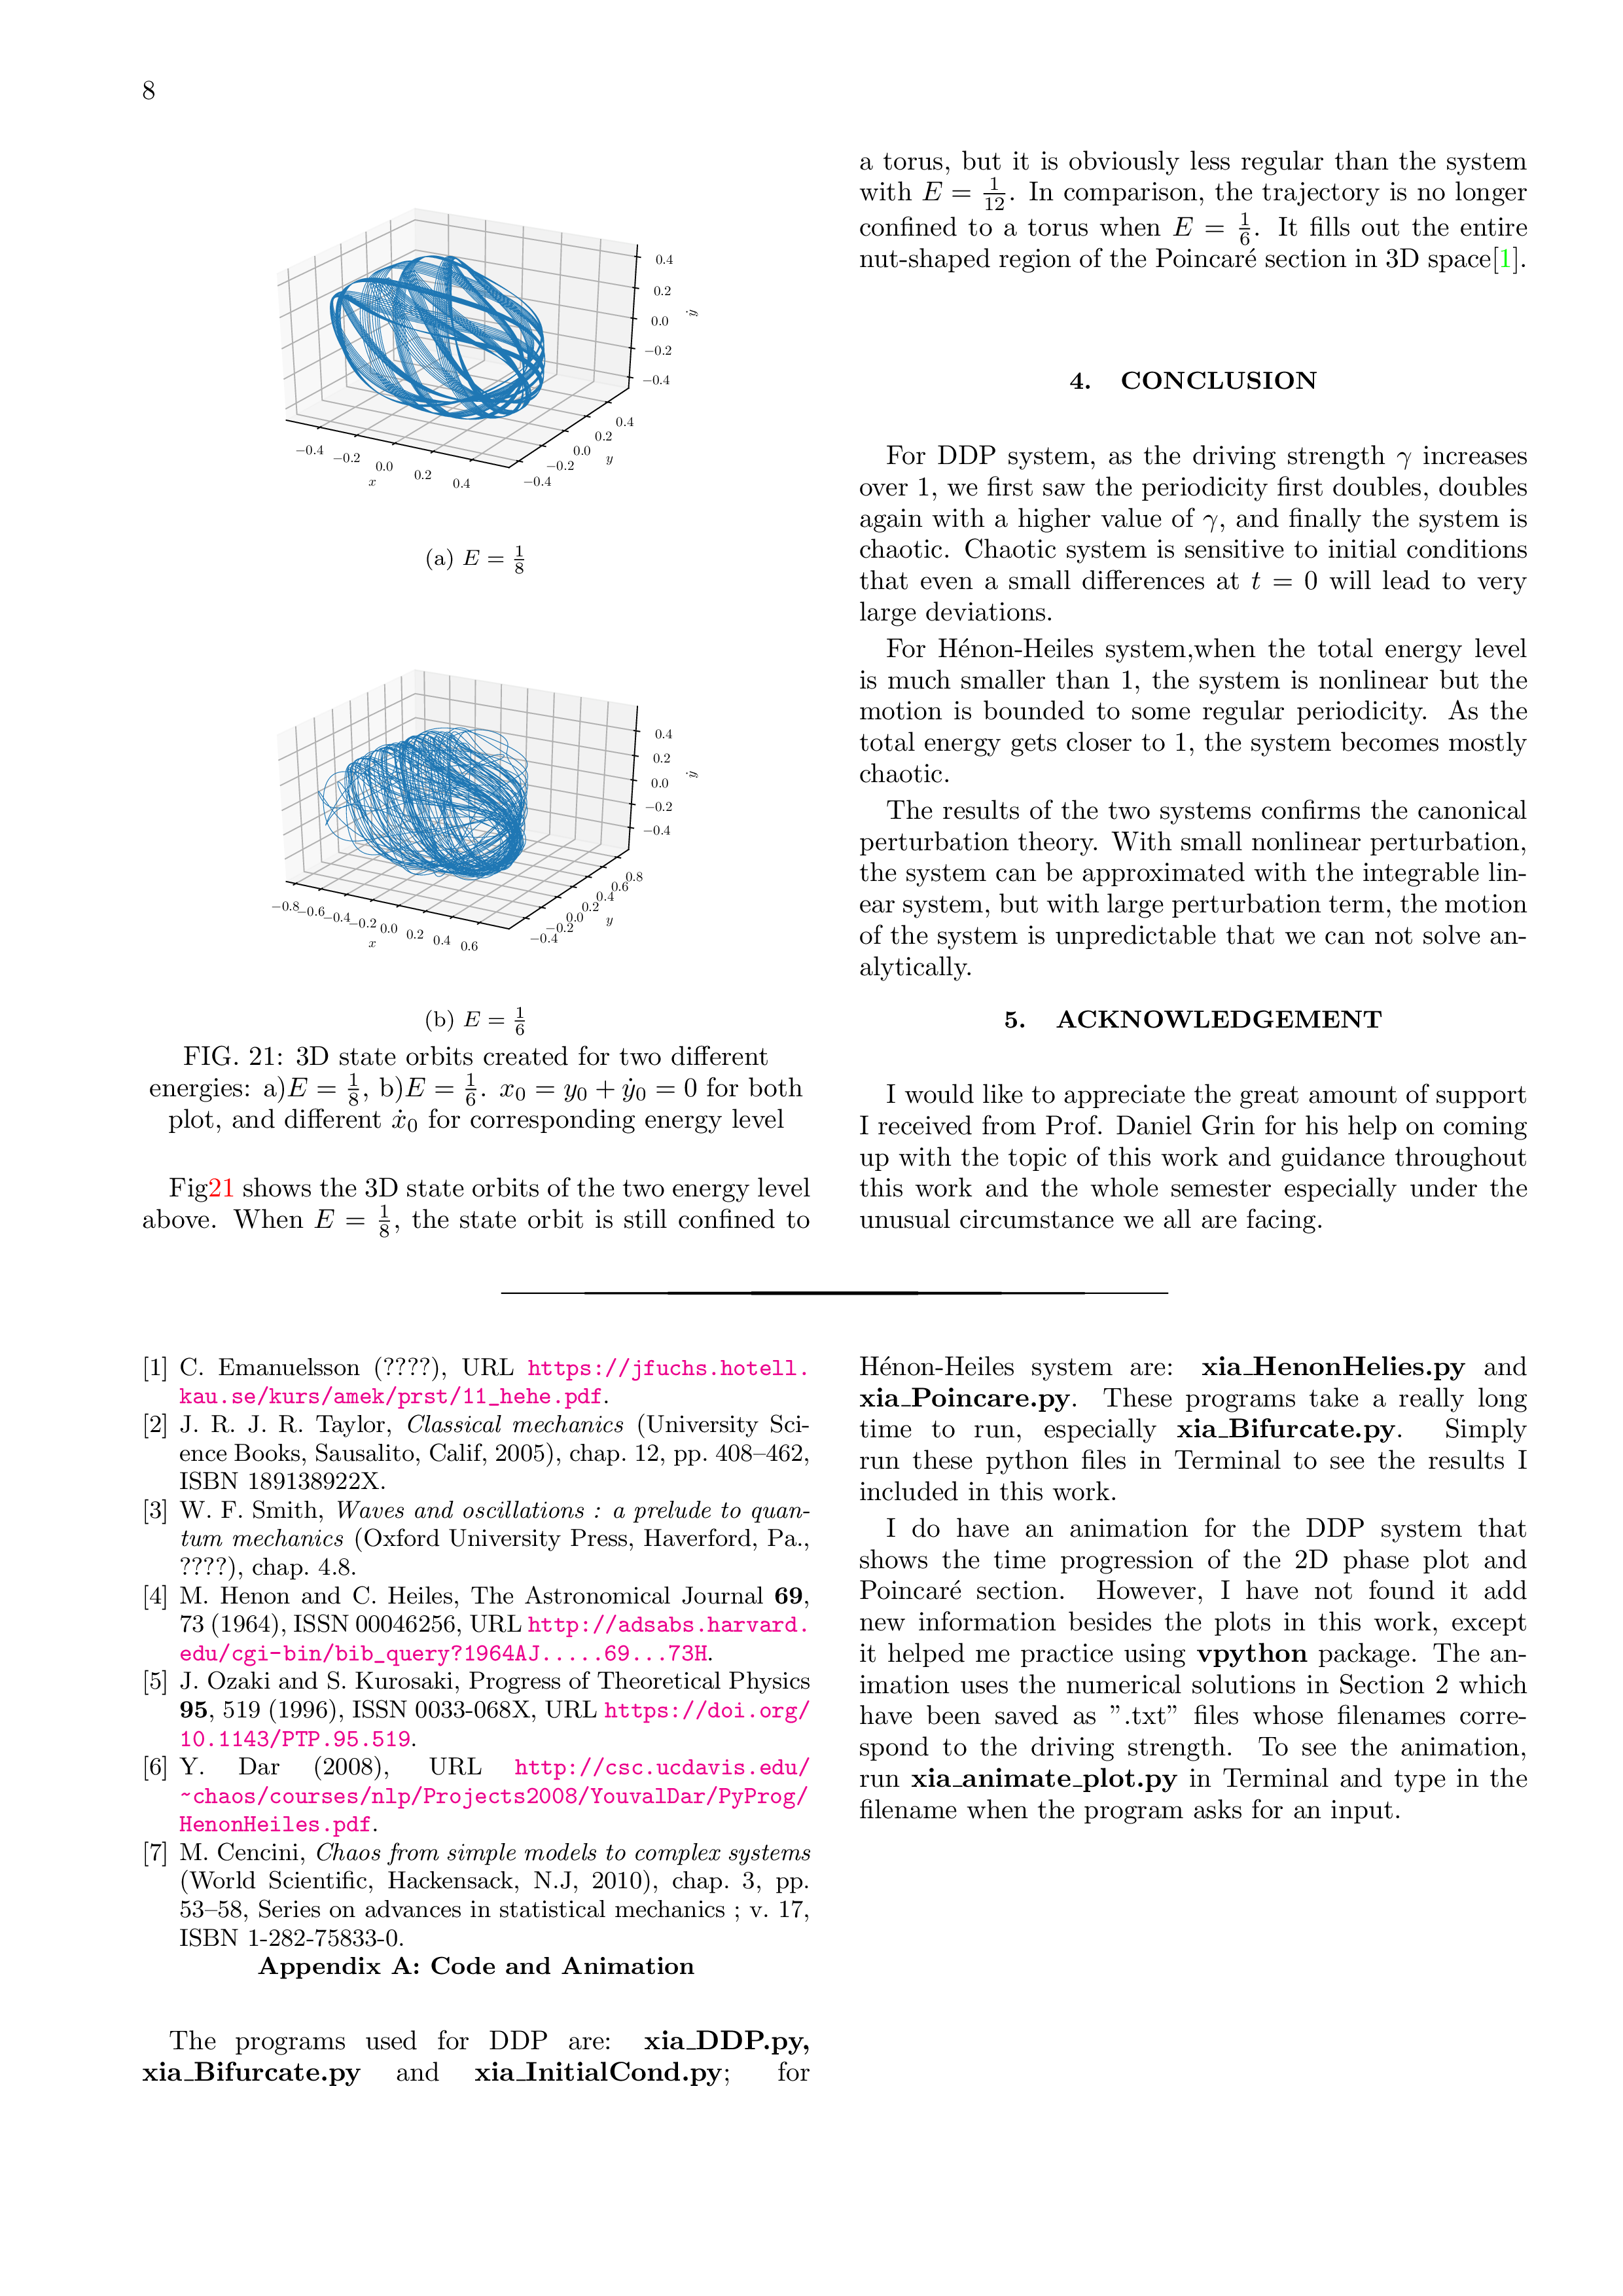 8
0.4
0.2
0.0
−0.2
−0.4
ẏ
−0.4
−0.2
0.0
0.2
0.4
x
−0.4
−0.2
0.0
0.2
0.4
y
(a) E = 1/8
0.4
0.2
0.0
−0.2
−0.4
ẏ
−0.8
−0.6
−0.4
−0.2
0.0
0.2
0.4
0.6
x
−0.4
−0.2
0.0
0.2
0.4
0.6
0.8
y
(b) E = 1/6
FIG. 21: 3D state orbits created for two different
energies: a)E = 1/8, b)E = 1/6. x₀ = y₀ + ẏ₀ = 0 for both
plot, and different ẋ₀ for corresponding energy level
Fig21 shows the 3D state orbits of the two energy level
above. When E = 1/8, the state orbit is still confined to
a torus, but it is obviously less regular than the system
with E = 1/12. In comparison, the trajectory is no longer
confined to a torus when E = 1/6. It fills out the entire
nut-shaped region of the Poincaré section in 3D space[1].
4. CONCLUSION
For DDP system, as the driving strength γ increases
over 1, we first saw the periodicity first doubles, doubles
again with a higher value of γ, and finally the system is
chaotic. Chaotic system is sensitive to initial conditions
that even a small differences at t = 0 will lead to very
large deviations.
For Hénon-Heiles system,when the total energy level
is much smaller than 1, the system is nonlinear but the
motion is bounded to some regular periodicity. As the
total energy gets closer to 1, the system becomes mostly
chaotic.
The results of the two systems confirms the canonical
perturbation theory. With small nonlinear perturbation,
the system can be approximated with the integrable lin-
ear system, but with large perturbation term, the motion
of the system is unpredictable that we can not solve an-
alytically.
5. ACKNOWLEDGEMENT
I would like to appreciate the great amount of support
I received from Prof. Daniel Grin for his help on coming
up with the topic of this work and guidance throughout
this work and the whole semester especially under the
unusual circumstance we all are facing.
[1] C. Emanuelsson (????), URL https://jfuchs.hotell.
kau.se/kurs/amek/prst/11_hehe.pdf.
[2] J. R. J. R. Taylor, Classical mechanics (University Sci-
ence Books, Sausalito, Calif, 2005), chap. 12, pp. 408–462,
ISBN 189138922X.
[3] W. F. Smith, Waves and oscillations : a prelude to quan-
tum mechanics (Oxford University Press, Haverford, Pa.,
????), chap. 4.8.
[4] M. Henon and C. Heiles, The Astronomical Journal 69,
73 (1964), ISSN 00046256, URL http://adsabs.harvard.
edu/cgi-bin/bib_query?1964AJ.....69...73H.
[5] J. Ozaki and S. Kurosaki, Progress of Theoretical Physics
95, 519 (1996), ISSN 0033-068X, URL https://doi.org/
10.1143/PTP.95.519.
[6] Y. Dar (2008), URL http://csc.ucdavis.edu/
~chaos/courses/nlp/Projects2008/YouvalDar/PyProg/
HenonHeiles.pdf.
[7] M. Cencini, Chaos from simple models to complex systems
(World Scientific, Hackensack, N.J, 2010), chap. 3, pp.
53–58, Series on advances in statistical mechanics ; v. 17,
ISBN 1-282-75833-0.
Appendix A: Code and Animation
The programs used for DDP are: xia_DDP.py,
xia_Bifurcate.py and xia_InitialCond.py; for
Hénon-Heiles system are: xia_HenonHelies.py and
xia_Poincare.py. These programs take a really long
time to run, especially xia_Bifurcate.py. Simply
run these python files in Terminal to see the results I
included in this work.
I do have an animation for the DDP system that
shows the time progression of the 2D phase plot and
Poincaré section. However, I have not found it add
new information besides the plots in this work, except
it helped me practice using vpython package. The an-
imation uses the numerical solutions in Section 2 which
have been saved as ”.txt” files whose filenames corre-
spond to the driving strength. To see the animation,
run xia_animate_plot.py in Terminal and type in the
filename when the program asks for an input.